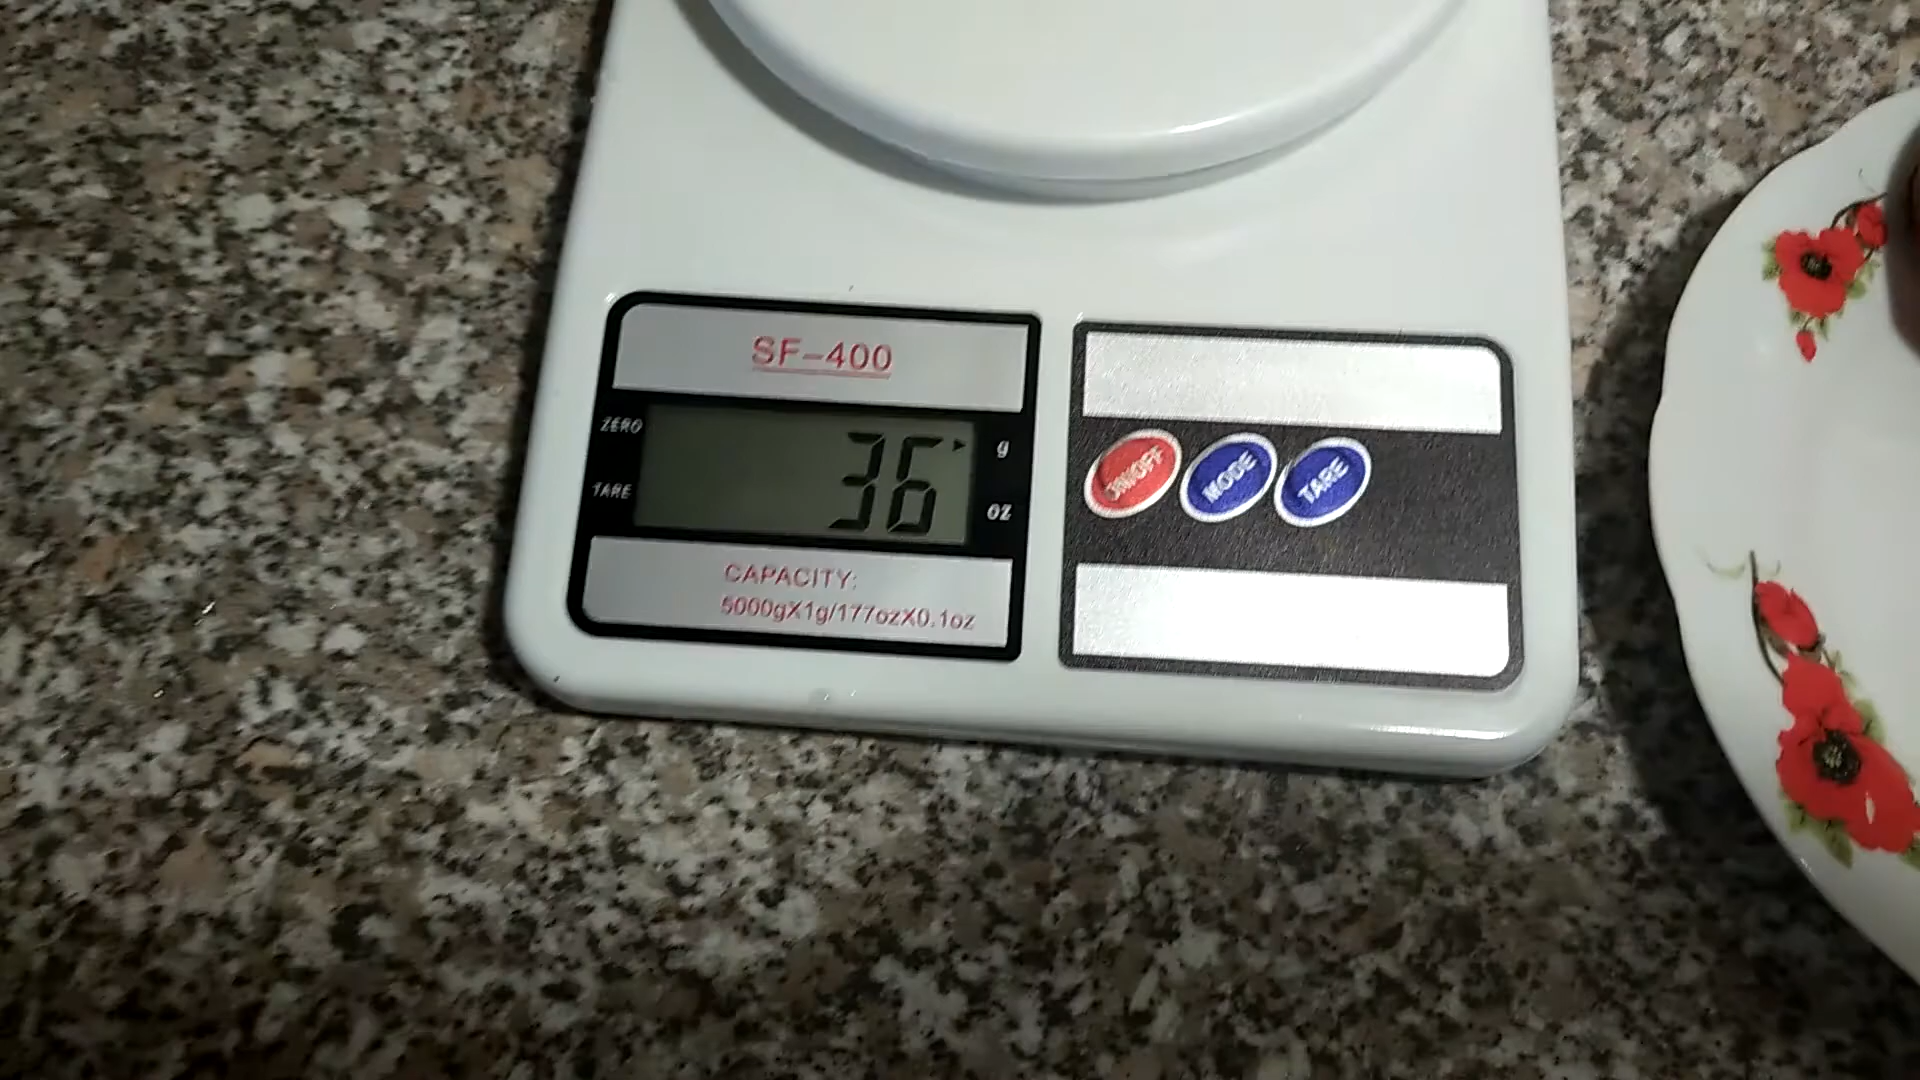 SF-400
ZERO
36
g
TARE
oz
CAPACITY:
5000gX1g/177ozX0.1oz
ON/OFF
MODE
TARE